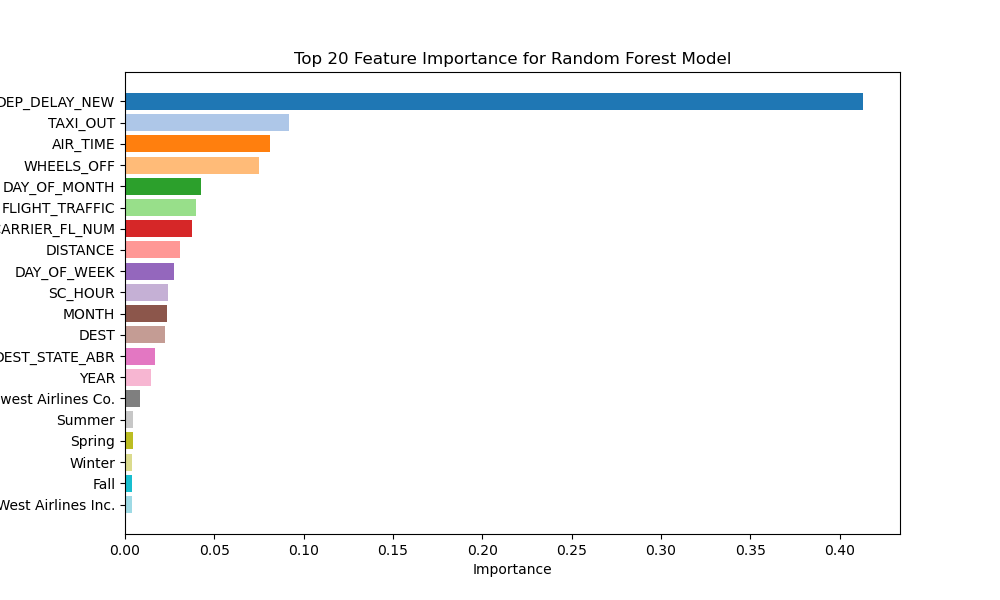 Top 20 Feature Importance for Random Forest Model
DEP_DELAY_NEW
TAXI_OUT
AIR_TIME
WHEELS_OFF
DAY_OF_MONTH
FLIGHT_TRAFFIC
CARRIER_FL_NUM
DISTANCE
DAY_OF_WEEK
SC_HOUR
MONTH
DEST
DEST_STATE_ABR
YEAR
west Airlines Co.
Summer
Spring
Winter
Fall
West Airlines Inc.
0.00 0.05 0.10 0.15 0.20 0.25 0.30 0.35 0.40
Importance